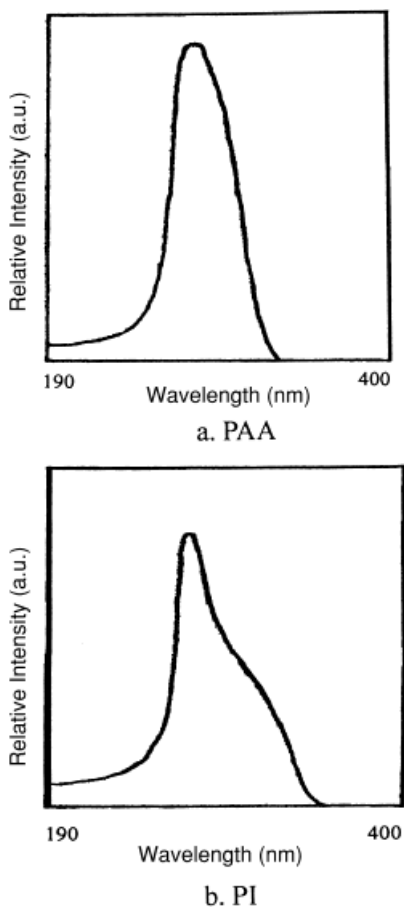 Relative Intensity (a.u.)
190
400
Wavelength (nm)
a. PAA
Relative Intensity (a.u.)
190
400
Wavelength (nm)
b. PI